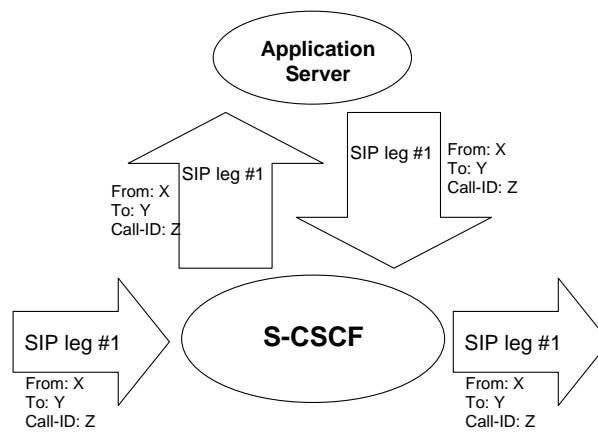 Application
Server
SIP leg #1
From: X
To: Y
Call-ID: Z
SIP leg #1
From: X
To: Y
Call-ID: Z
S-CSCF
SIP leg #1
From: X
To: Y
Call-ID: Z
SIP leg #1
From: X
To: Y
Call-ID: Z